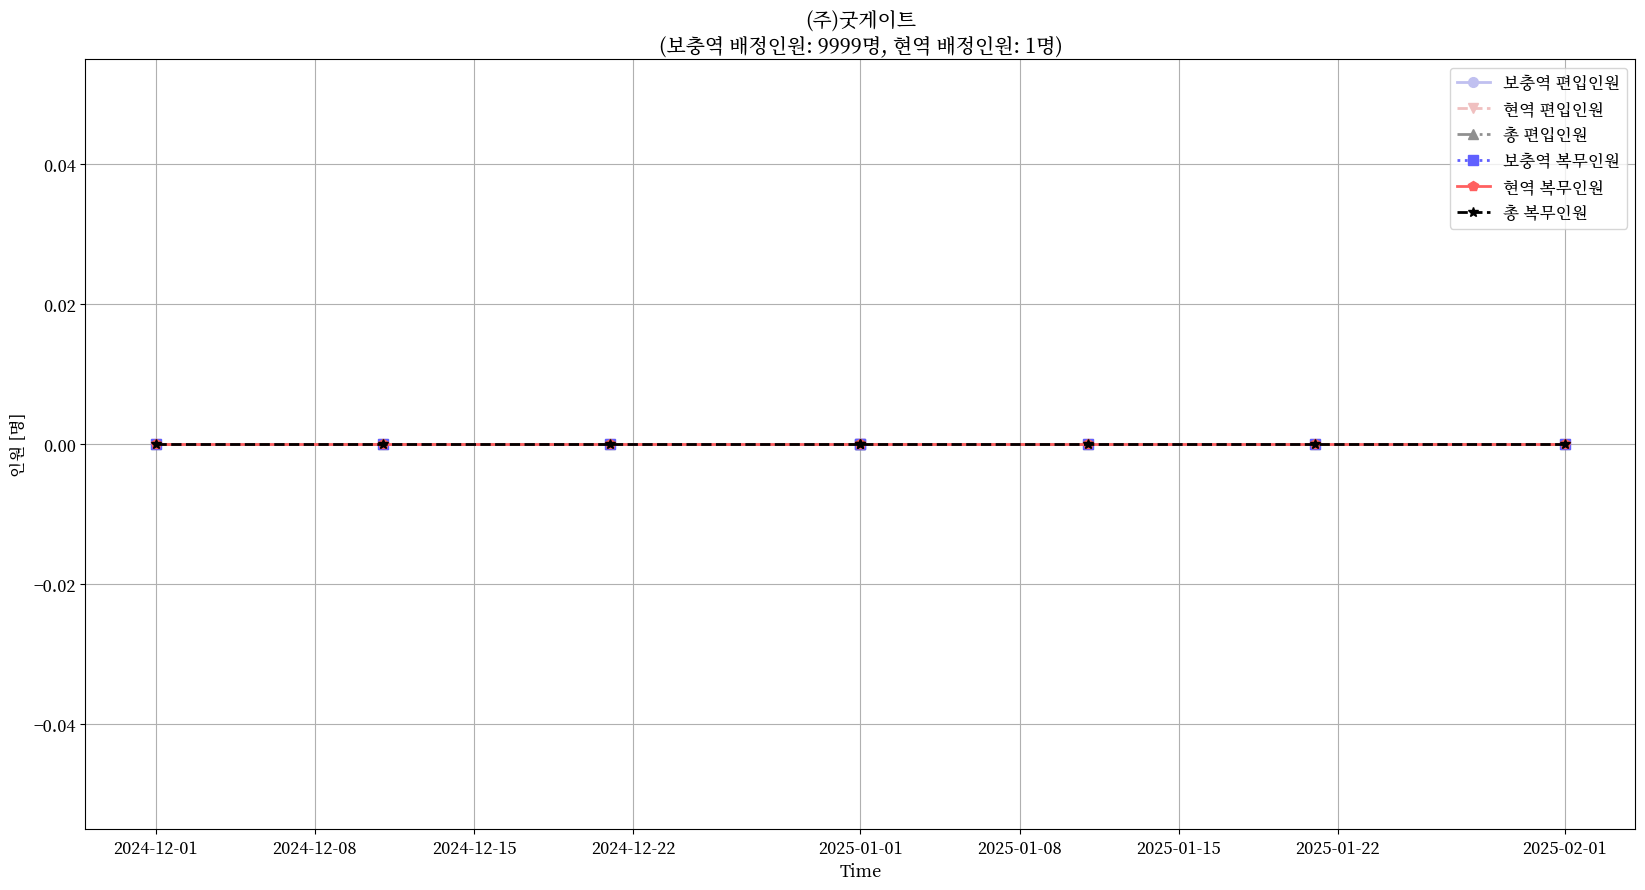 (주)굿게이트
(보충역 배정인원: 9999명, 현역 배정인원: 1명)
보충역 편입인원
현역 편입인원
총 편입인원
보충역 복무인원
현역 복무인원
총 복무인원
0.04
0.02
0.00
−0.02
−0.04
인원 [명]
2024-12-01 2024-12-08 2024-12-15 2024-12-22 2025-01-01 2025-01-08 2025-01-15 2025-01-22 2025-02-01
Time